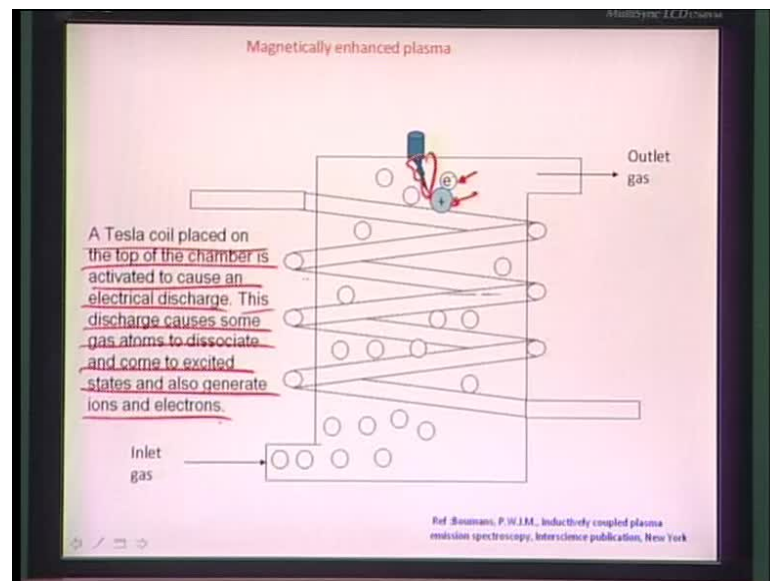 MultiSync LCD
Magnetically enhanced plasma
Outlet
gas
e
+
A Tesla coil placed on
the top of the chamber is
activated to cause an
electrical discharge. This
discharge causes some
gas atoms to dissociate
and come to excited
states and also generate
ions and electrons.
Inlet
gas
Ref :Boumans, P.W.J.M., Inductively coupled plasma
emission spectroscopy, Interscience publication, New York